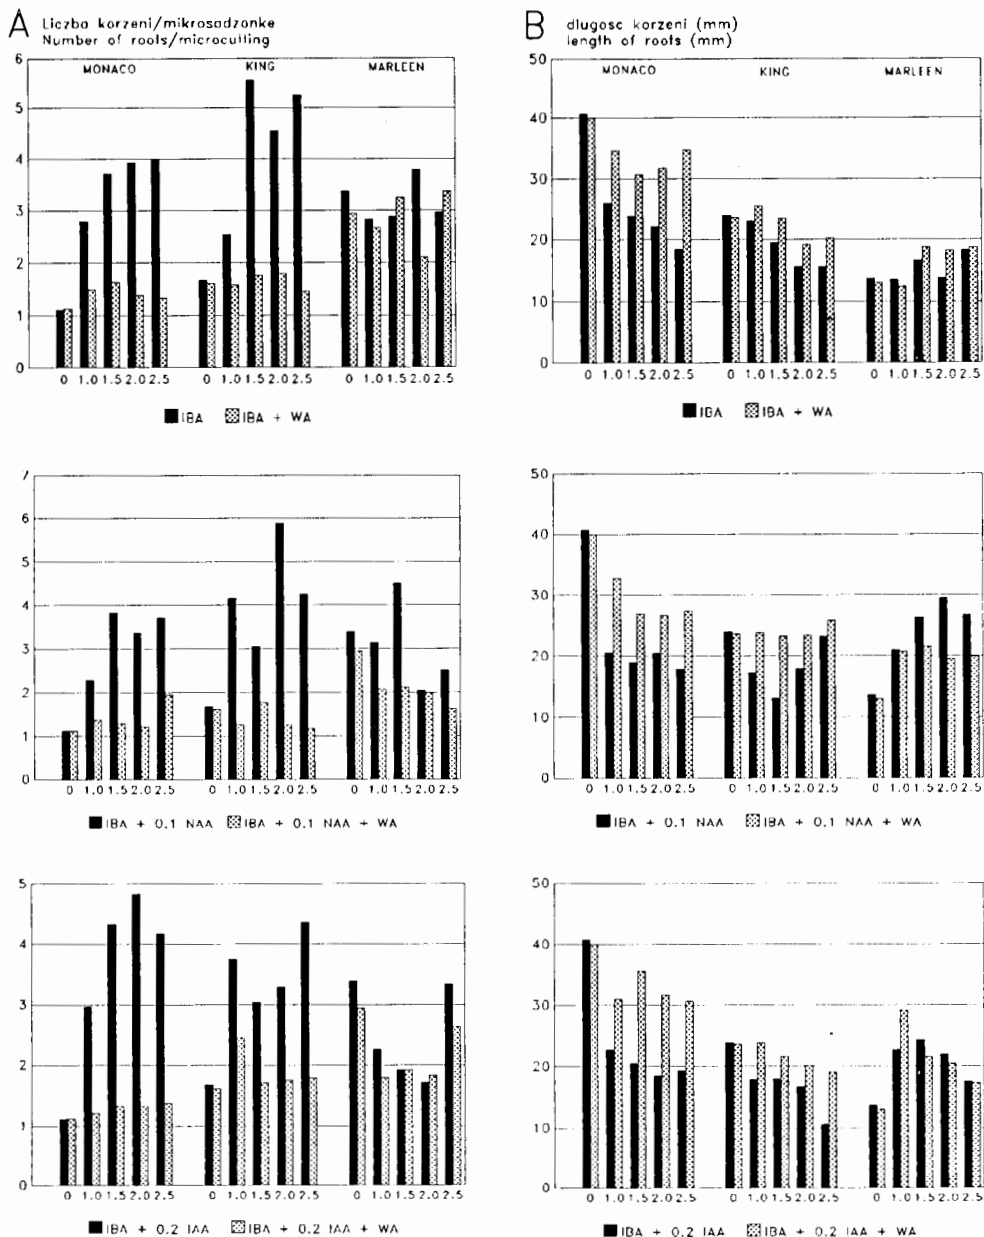 A Liczba korzeni/mikrosadzonke
Number of roots/microcutting
6
MONACO KING MARLEEN
5
4
3
2
1
0
0 1.0 1.5 2.0 2.5 0 1.0 1.5 2.0 2.5 0 1.0 1.5 2.0 2.5
IBA IBA + WA
B dlugosc korzeni (mm)
length of roots (mm)
50
MONACO KING MARLEEN
40
30
20
10
0
0 1.0 1.5 2.0 2.5 0 1.0 1.5 2.0 2.5 0 1.0 1.5 2.0 2.5
IBA IBA + WA
7
6
5
4
3
2
1
0
0 1.0 1.5 2.0 2.5 0 1.0 1.5 2.0 2.5 0 1.0 1.5 2.0 2.5
IBA + 0.1 NAA IBA + 0.1 NAA + WA
50
40
30
20
10
0
0 1.0 1.5 2.0 2.5 0 1.0 1.5 2.0 2.5 0 1.0 1.5 2.0 2.5
IBA + 0.1 NAA IBA + 0.1 NAA + WA
5
4
3
2
1
0
0 1.0 1.5 2.0 2.5 0 1.0 1.5 2.0 2.5 0 1.0 1.5 2.0 2.5
IBA + 0.2 IAA IBA + 0.2 IAA + WA
50
40
30
20
10
0
0 1.0 1.5 2.0 2.5 0 1.0 1.5 2.0 2.5 0 1.0 1.5 2.0 2.5
IBA + 0.2 IAA IBA + 0.2 IAA + WA